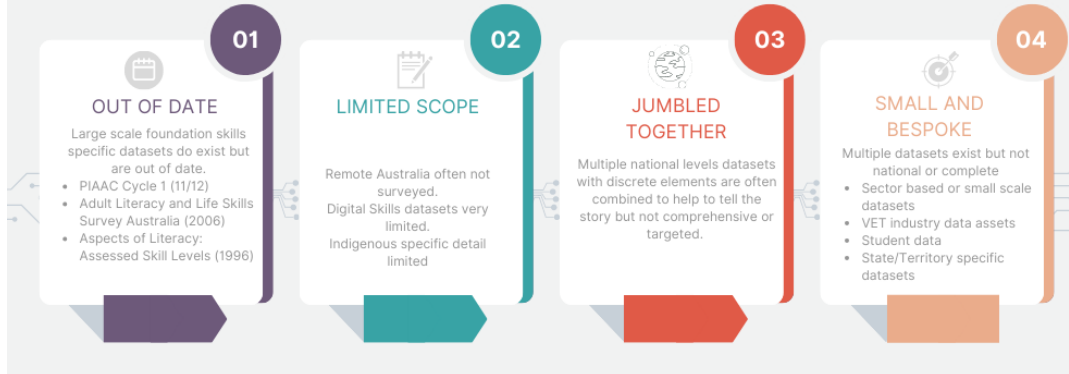 01
OUT OF DATE
Large scale foundation skills
specific datasets do exist but
are out of date.
• PIAAC Cycle 1 (11/12)
• Adult Literacy and Life Skills
Survey Australia (2006)
• Aspects of Literacy:
Assessed Skill Levels (1996)
02
LIMITED SCOPE
Remote Australia often not
surveyed.
Digital Skills datasets very
limited.
Indigenous specific detail
limited
03
JUMBLED
TOGETHER
Multiple national levels datasets
with discrete elements are often
combined to help to tell the
story but not comprehensive or
targeted.
04
SMALL AND
BESPOKE
Multiple datasets exist but not
national or complete
• Sector based or small scale
datasets
• VET industry data assets
• Student data
• State/Territory specific
datasets